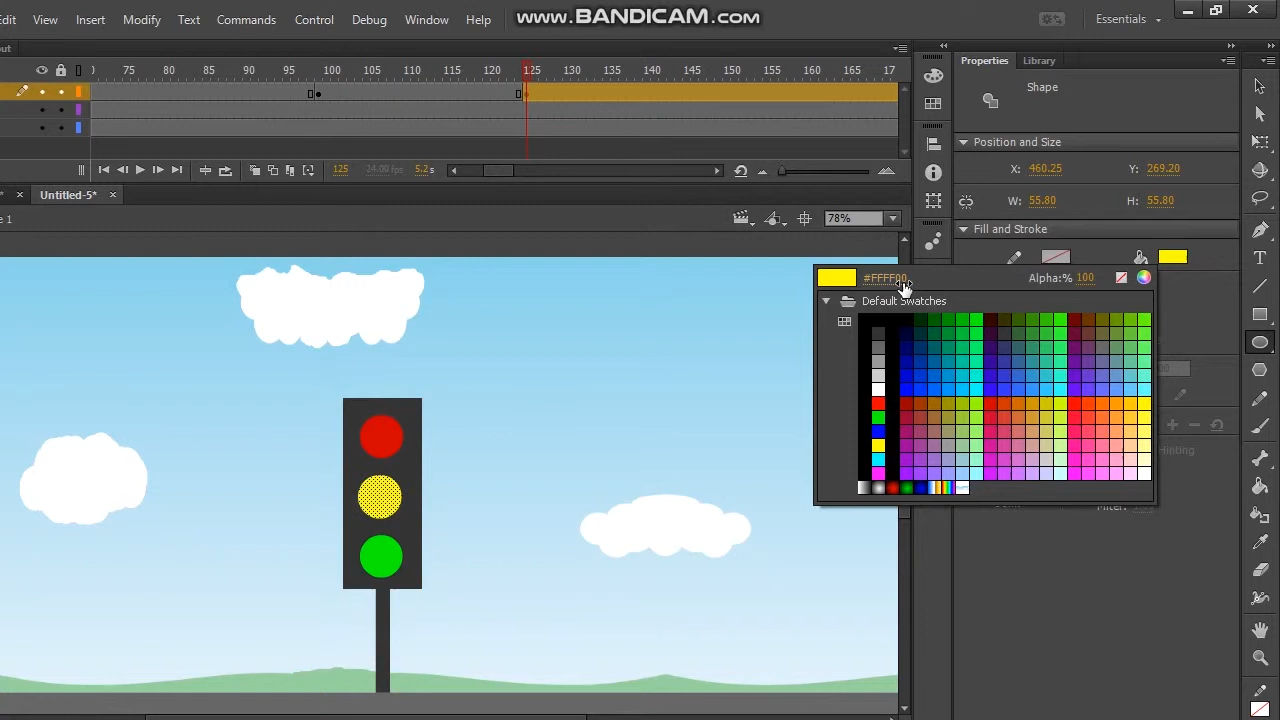 www.BANDICAM.com
Edit View Insert Modify Text Commands Control Debug Window Help
Essentials
75 80 85 90 95 100 105 110 115 120 125 130 135 140 145 150 155 160 165 17
Properties Library
Shape
Position and Size
X: 460.25 Y: 269.20
W: 55.80 H: 55.80
125 24.00 fps 5.2 s
Untitled-5*
78%
Fill and Stroke
#FFFF00 Alpha:% 100
Default Swatches
Hinting
Miter: